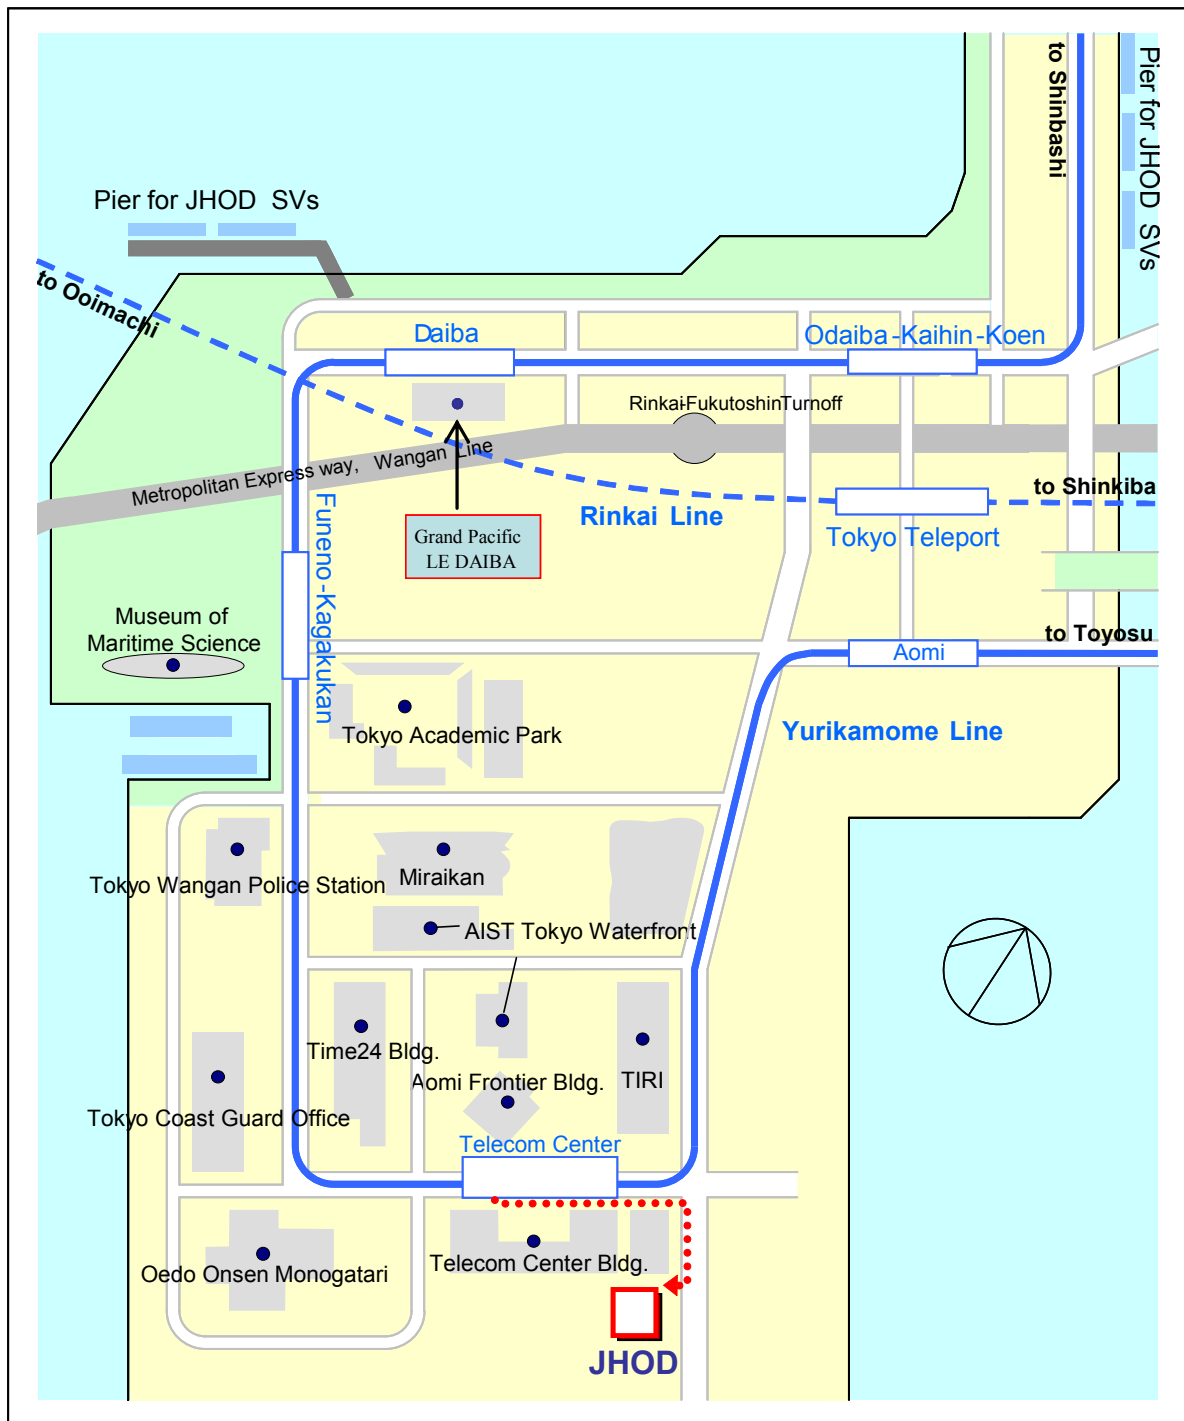 to Shinbashi
Pier for JHOD SVs
Pier for JHOD SVs
to Ooimachi
Daiba
Odaiba-Kaihin-Koen
Rinkai-FukutoshinTurnoff
Metropolitan Express way, Wangan Line
to Shinkiba
Rinkai Line
Tokyo Teleport
Grand Pacific
LE DAIBA
Funeno-Kagakukan
Museum of
Maritime Science
to Toyosu
Aomi
Tokyo Academic Park
Yurikamome Line
Tokyo Wangan Police Station
Miraikan
AIST Tokyo Waterfront
Time24 Bldg.
Aomi Frontier Bldg.
TIRI
Tokyo Coast Guard Office
Telecom Center
Oedo Onsen Monogatari
Telecom Center Bldg.
JHOD